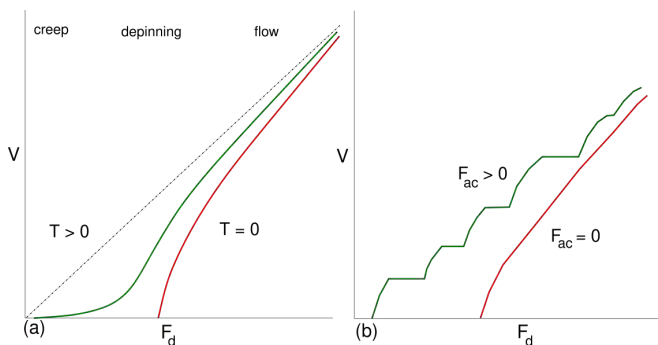 creep depinning flow
V
T > 0
T = 0
(a)
F_d
V
F_ac > 0
F_ac = 0
(b)
F_d